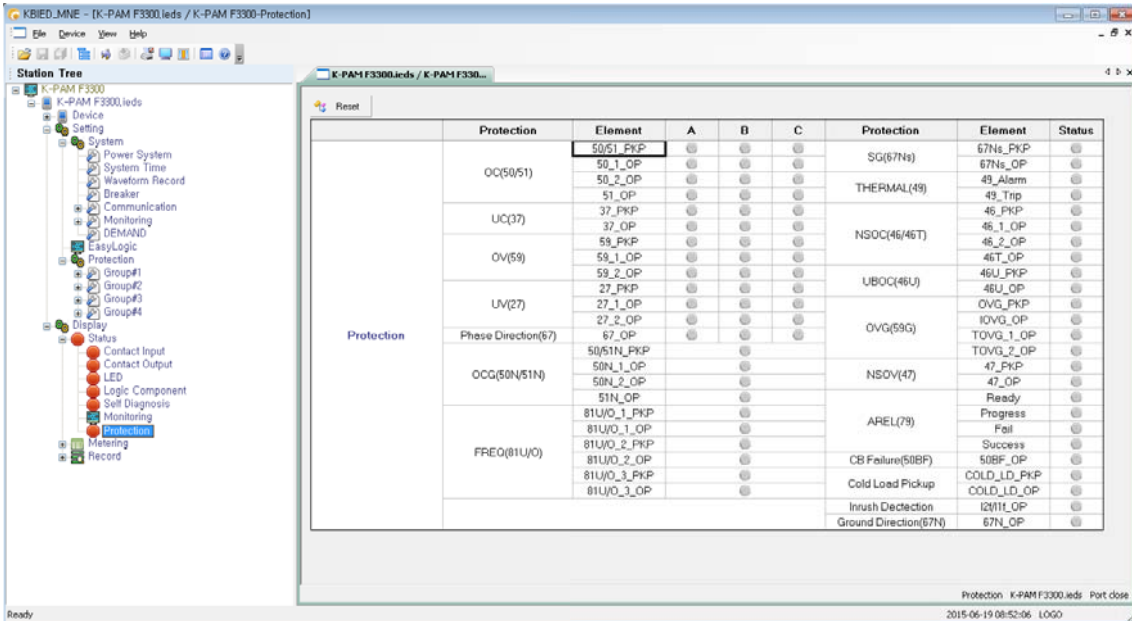 KBIED_MNE - [K-PAM F3300.ieds / K-PAM F3300-Protection]
File Device View Help
Station Tree
K-PAM F3300
K-PAM F3300.ieds
Device
Setting
System
Power System
System Time
Waveform Record
Breaker
Communication
Monitoring
DEMAND
EasyLogic
Protection
Group#1
Group#2
Group#3
Group#4
Display
Status
Contact Input
Contact Output
LED
Logic Component
Self Diagnosis
Monitoring
Protection
Metering
Record
K-PAM F3300.ieds / K-PAM F330...
Reset
Protection Element A B C Protection Element Status
Protection
OC(50/51)
50/51_PKP
50_1_OP
50_2_OP
51_OP
UC(37)
37_PKP
37_OP
OV(59)
59_PKP
59_1_OP
59_2_OP
UV(27)
27_PKP
27_1_OP
27_2_OP
Phase Direction(67)
67_OP
OCG(50N/51N)
50/51N_PKP
50N_1_OP
50N_2_OP
51N_OP
FREQ(81U/O)
81U/O_1_PKP
81U/O_1_OP
81U/O_2_PKP
81U/O_2_OP
81U/O_3_PKP
81U/O_3_OP
SG(67Ns)
67Ns_PKP
67Ns_OP
THERMAL(49)
49_Alarm
49_Trip
NSOC(46/46T)
46_PKP
46_1_OP
46_2_OP
46T_OP
UBOC(46U)
46U_PKP
46U_OP
OVG(59G)
OVG_PKP
IOVG_OP
TOVG_1_OP
TOVG_2_OP
NSOV(47)
47_PKP
47_OP
AREL(79)
Ready
Progress
Fail
Success
CB Failure(50BF)
50BF_OP
Cold Load Pickup
COLD_LD_PKP
COLD_LD_OP
Inrush Dectection
I2f/I1f_OP
Ground Direction(67N)
67N_OP
Protection K-PAM F3300.ieds Port close
Ready
2015-06-19 08:52:06 LOGO